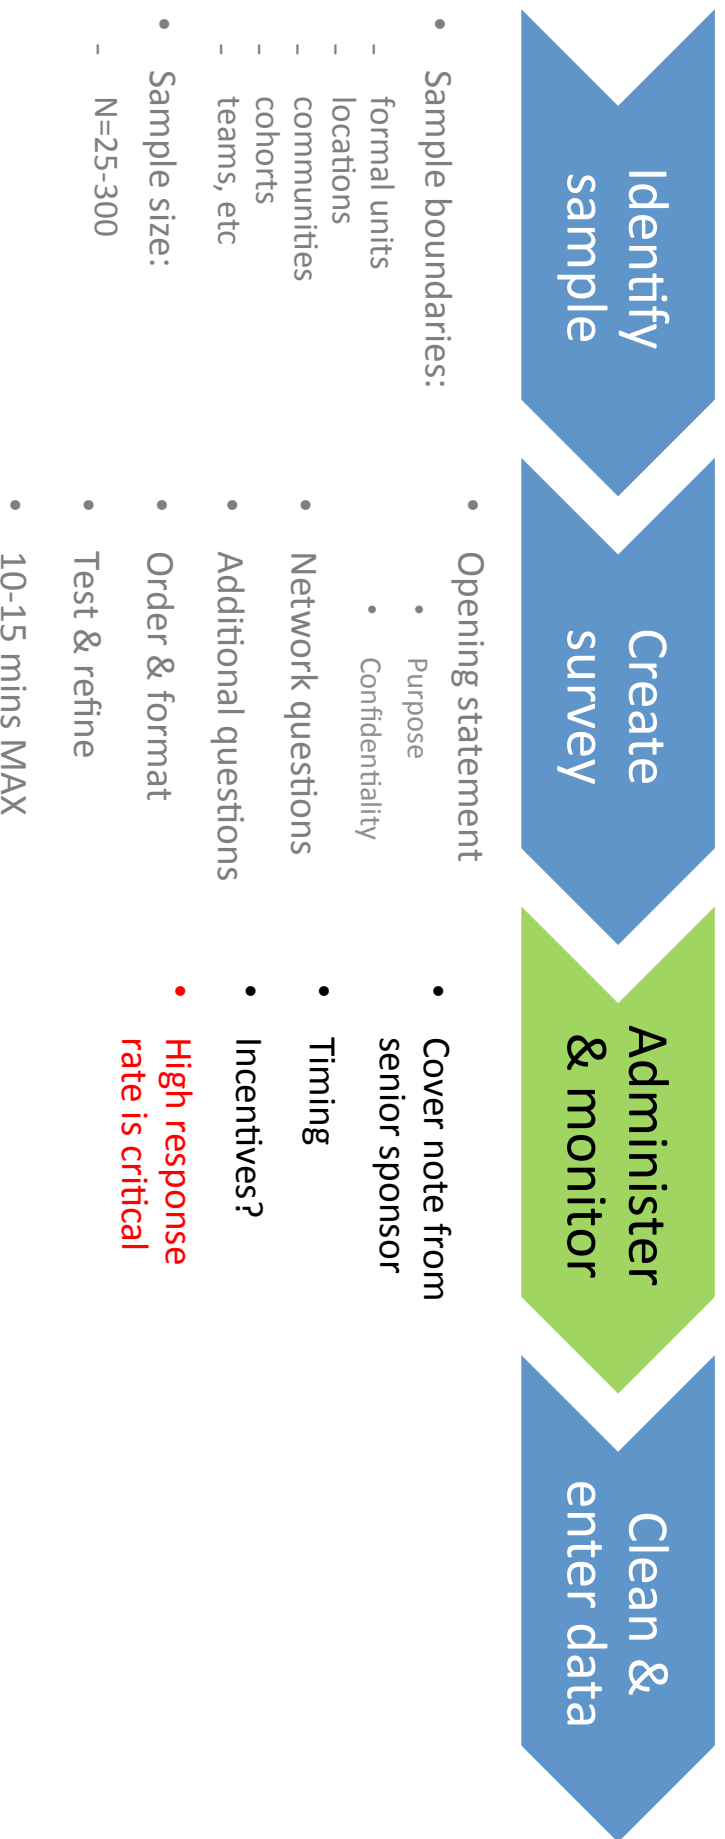 Identify
sample
Create
survey
Administer
& monitor
Clean &
enter data
• Sample boundaries:
- formal units
- locations
- communities
- cohorts
- teams, etc
• Sample size:
- N=25-300
• Opening statement
• Purpose
• Confidentiality
• Network questions
• Additional questions
• Order & format
• Test & refine
• 10-15 mins MAX
• Cover note from
senior sponsor
• Timing
• Incentives?
• High response
rate is critical